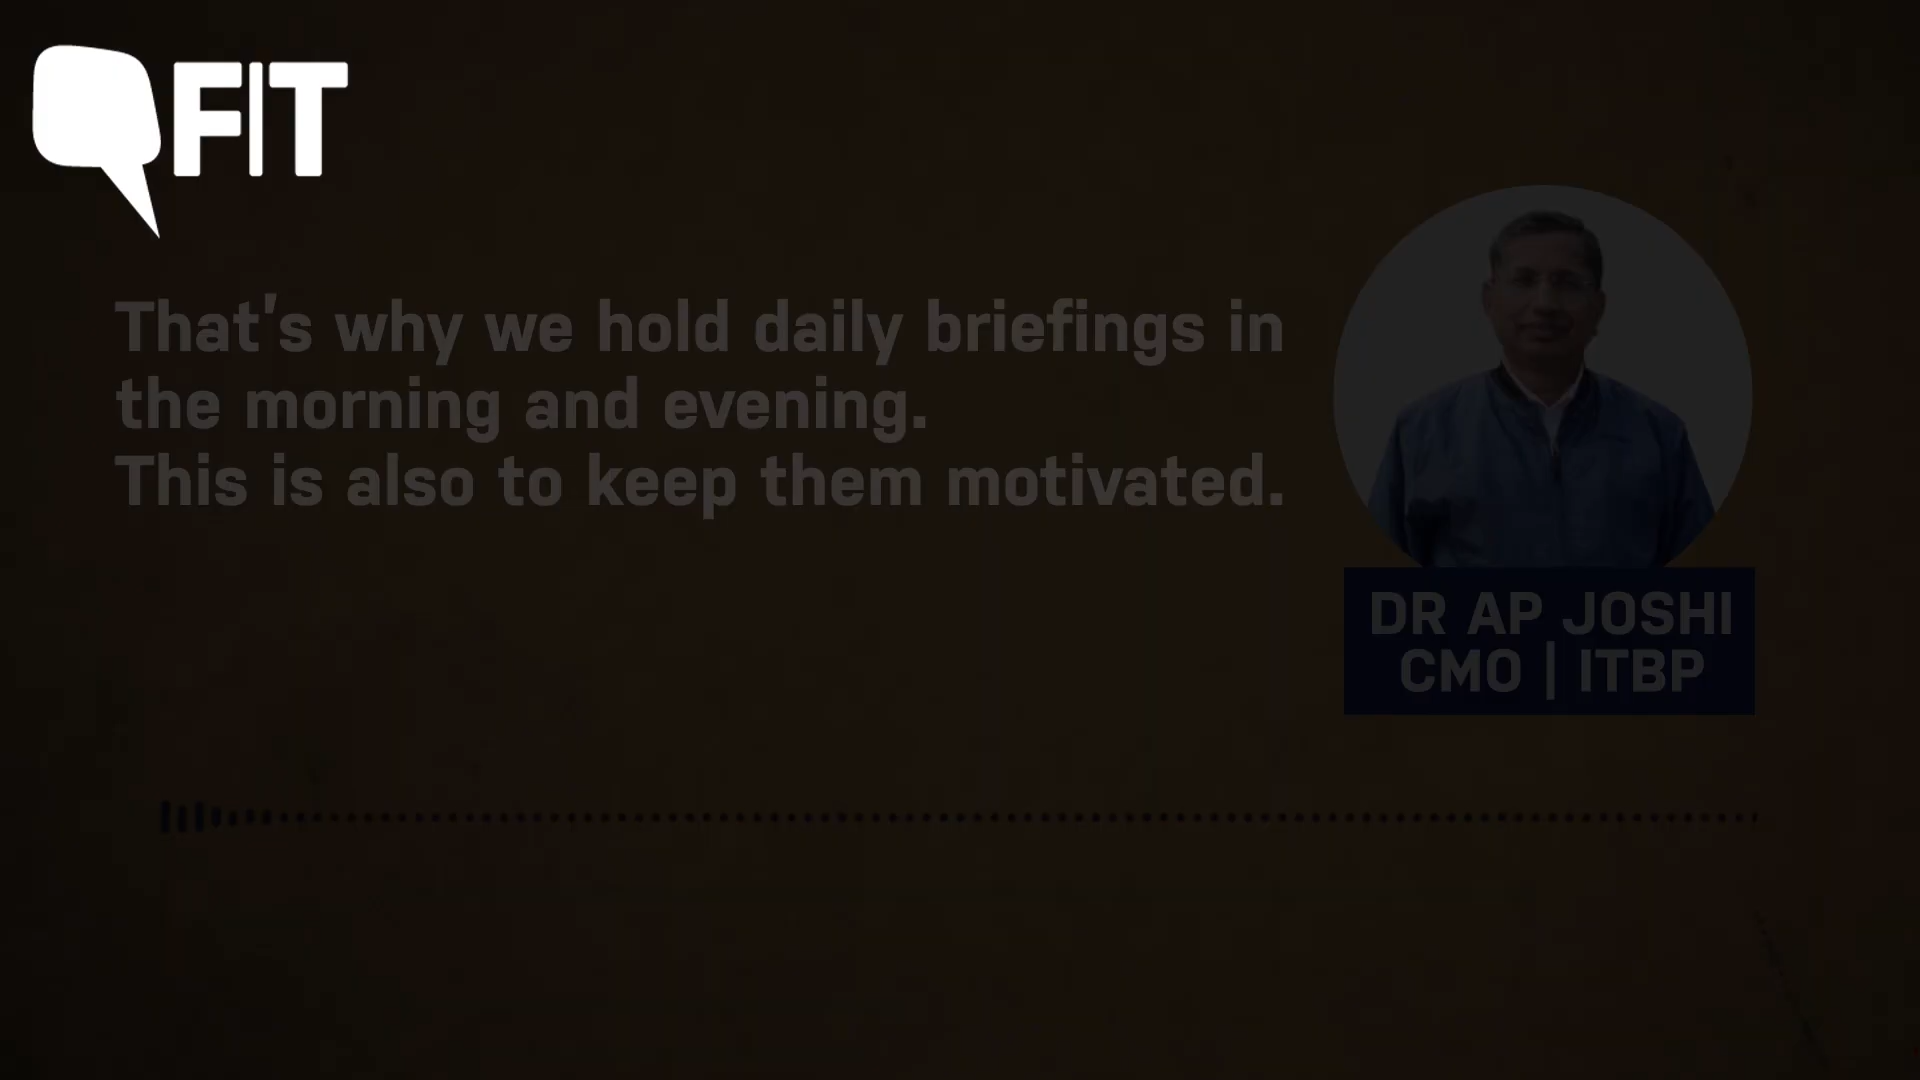 FIT
That's why we hold daily briefings in
the morning and evening.
This is also to keep them motivated.
DR AP JOSHI
CMO | ITBP